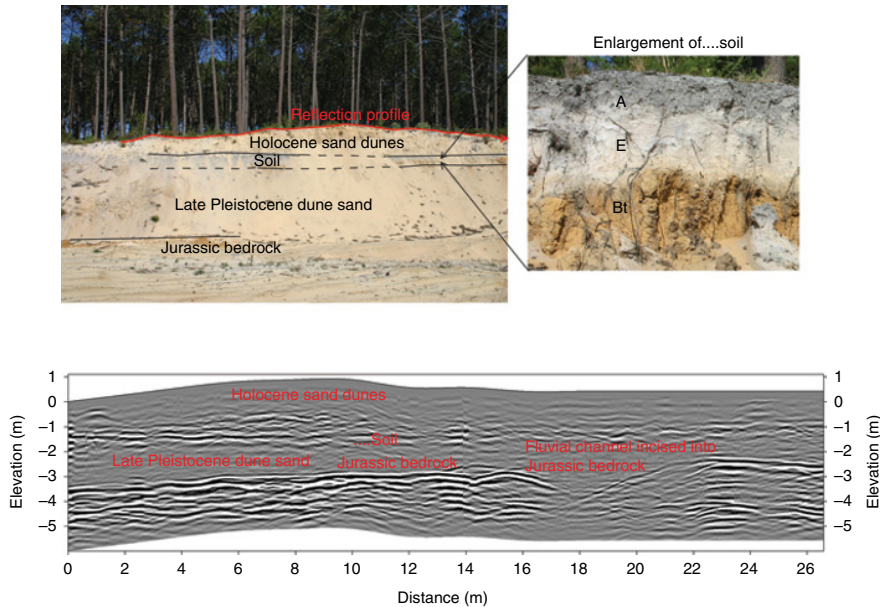 Enlargement of....soil
Reflection profile
Holocene sand dunes
Soil
Late Pleistocene dune sand
Jurassic bedrock
A
E
Bt
1
0
–1
–2
–3
–4
–5
Elevation (m)
Holocene sand dunes
....Soil
Late Pleistocene dune sand
Jurassic bedrock
Fluvial channel incised into
Jurassic bedrock
1
0
–1
–2
–3
–4
–5
Elevation (m)
0 2 4 6 8 10 12 14 16 18 20 22 24 26
Distance (m)